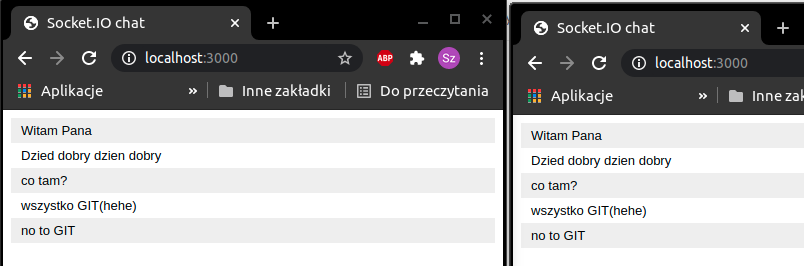 Socket.IO chat
localhost:3000
ABP
Sz
Aplikacje
»
Inne zakładki
Do przeczytania
Witam Pana
Dzied dobry dzien dobry
co tam?
wszystko GIT(hehe)
no to GIT
Socket.IO chat
localhost:3000
Aplikacje
»
Inne za
Witam Pana
Dzied dobry dzien dobry
co tam?
wszystko GIT(hehe)
no to GIT